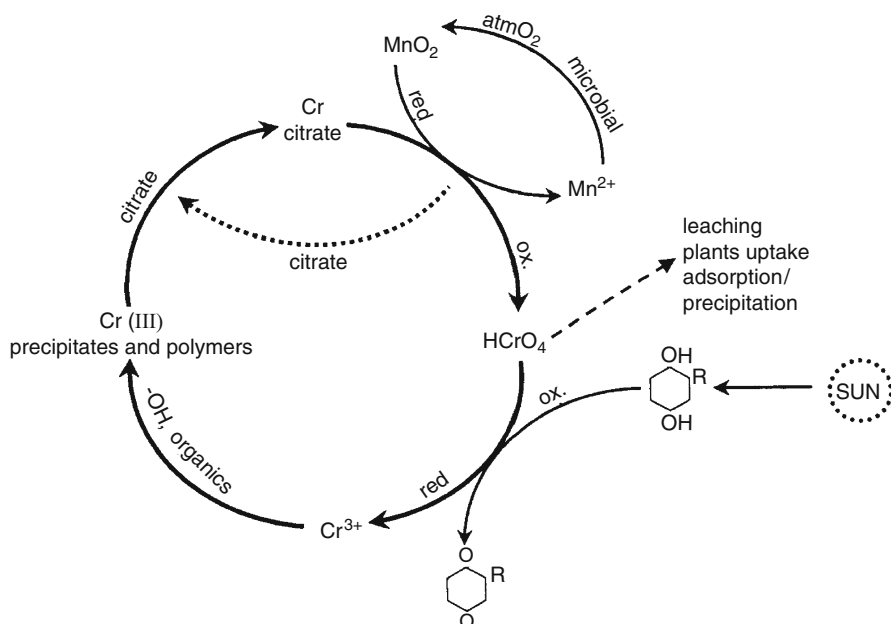 atmO₂
MnO₂
microbial
red
Cr
citrate
Mn²⁺
citrate
citrate
ox.
leaching
plants uptake
adsorption/
precipitation
Cr (III)
precipitates and polymers
HCrO₄
OH
R
SUN
OH
ox.
-OH, organics
red
Cr³⁺
O
R
O